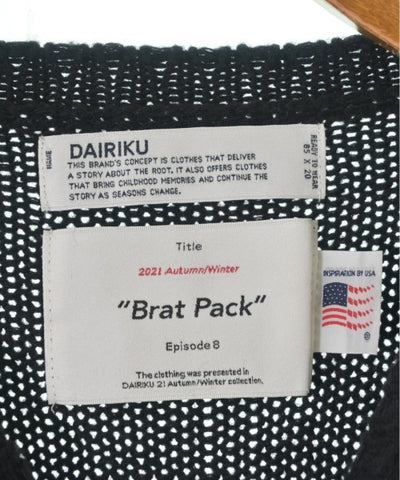 NAME
DAIRIKU
THIS BRAND'S CONCEPT IS CLOTHES THAT DELIVER
A STORY ABOUT THE ROOT. IT ALSO OFFERS CLOTHES
THAT BRING CHILDHOOD MEMORIES AND CONTINUE THE
STORY AS SEASONS CHANGE.
READY TO WEAR
85 X 20
Title
2021 Autumn/Winter
“Brat Pack“
Episode 8
The clothing was presented in
DAIRIKU 21 Autumn/Winter collection.
INSPIRATION BY USA
®